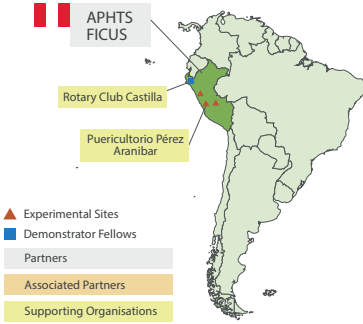 APHTS
FICUS
Rotary Club Castilla
Puericultorio Pérez
Aranibar
Experimental Sites
Demonstrator Fellows
Partners
Associated Partners
Supporting Organisations